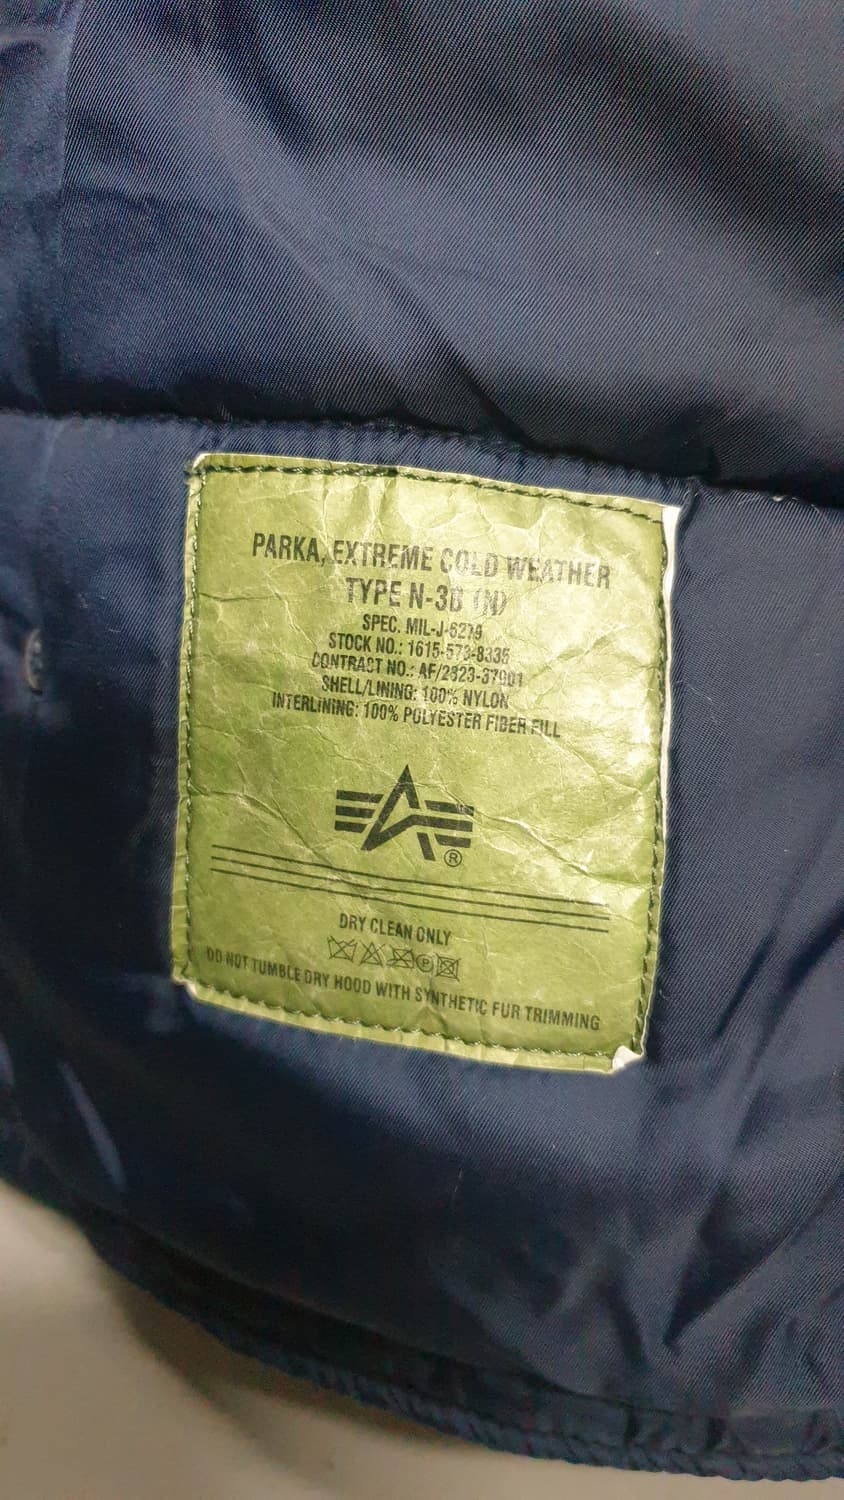 PARKA, EXTREME COLD WEATHER
TYPE N-3B (N)
SPEC. MIL-J-6279
STOCK NO.: 1615-573-8335
CONTRAST NO.: AF/2823-37901
SHELL/LINING: 100% NYLON
INTERLINING: 100% POLYESTER FIBER FILL
®
DRY CLEAN ONLY
P
DO NOT TUMBLE DRY HOOD WITH SYNTHETIC FUR TRIMMING